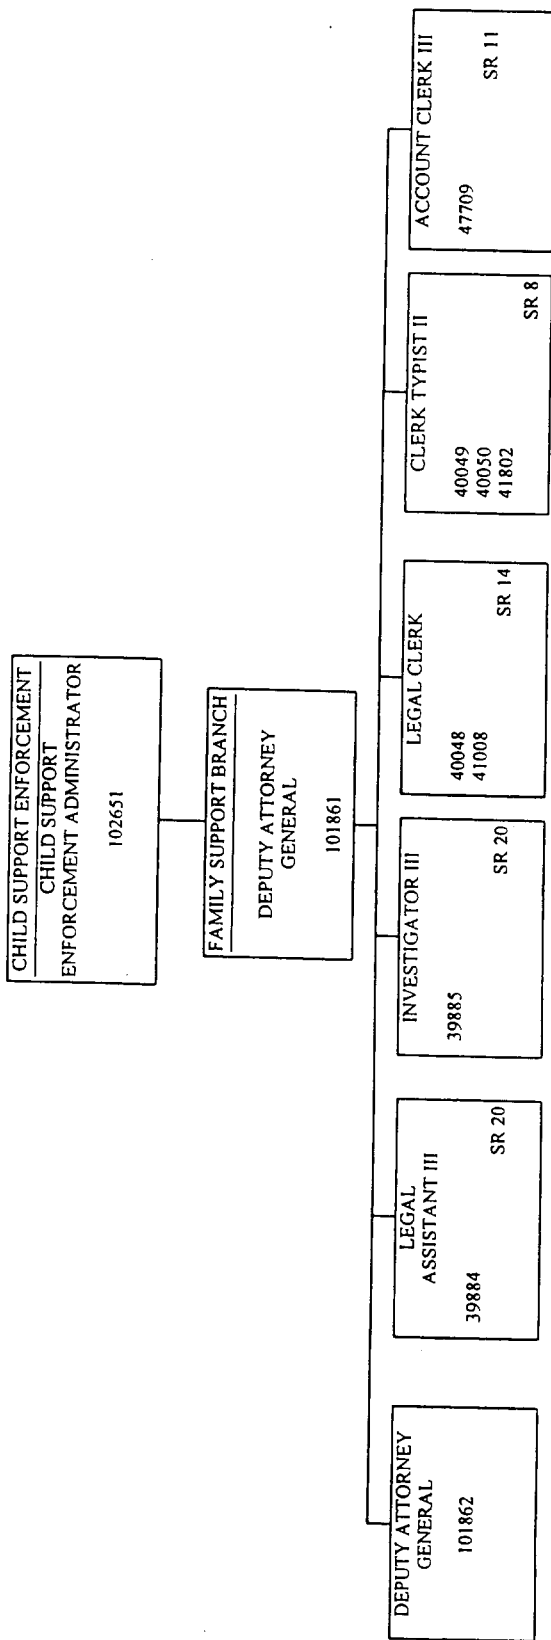 CHILD SUPPORT ENFORCEMENT
CHILD SUPPORT
ENFORCEMENT ADMINISTRATOR
102651
FAMILY SUPPORT BRANCH
DEPUTY ATTORNEY
GENERAL
101861
DEPUTY ATTORNEY
GENERAL
101862
LEGAL
ASSISTANT III
39884
SR 20
INVESTIGATOR III
39885
SR 20
LEGAL CLERK
40048
41008
SR 14
CLERK TYPIST II
40049
40050
41802
SR 8
ACCOUNT CLERK III
47709
SR 11